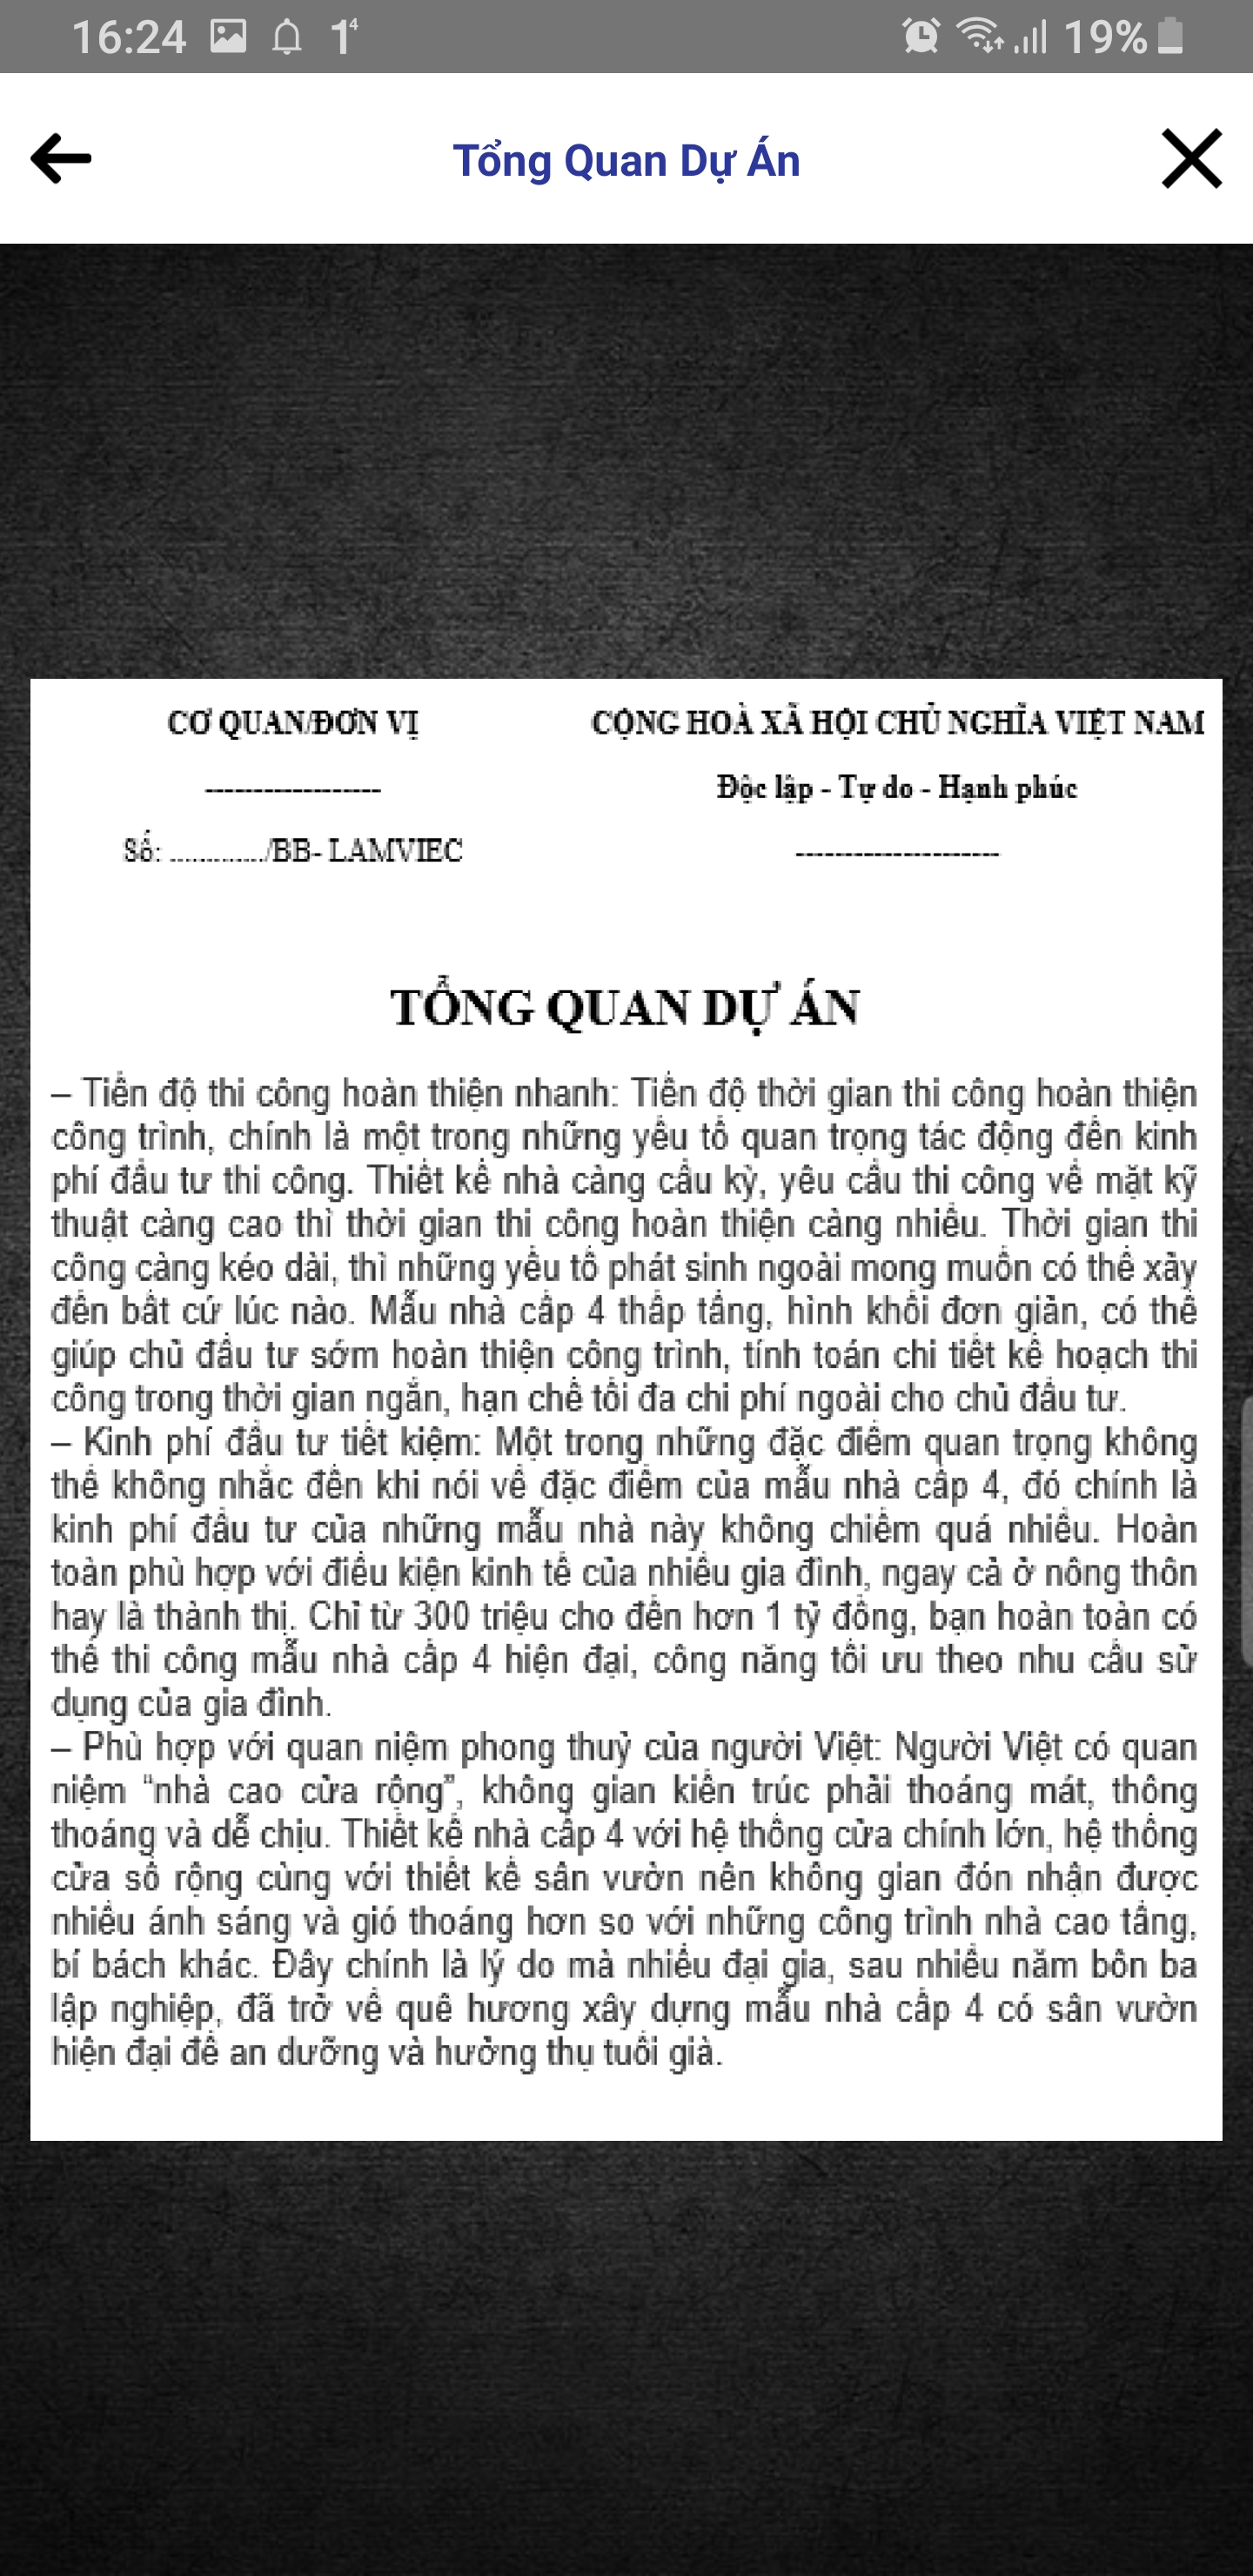 16:24 1⁴ 19%
Tổng Quan Dự Án
CƠ QUAN/ĐƠN VỊ CỘNG HOÀ XÃ HỘI CHỦ NGHĨA VIỆT NAM
------------------ Độc lập - Tự do - Hạnh phúc
Số: ............./BB- LAMVIEC ---------------------
TỔNG QUAN DỰ ÁN
– Tiến độ thi công hoàn thiện nhanh: Tiến độ thời gian thi công hoàn thiện
công trình, chính là một trong những yếu tố quan trọng tác động đến kinh
phí đầu tư thi công. Thiết kế nhà càng cầu kỳ, yêu cầu thi công về mặt kỹ
thuật càng cao thì thời gian thi công hoàn thiện càng nhiều. Thời gian thi
công càng kéo dài, thì những yếu tố phát sinh ngoài mong muốn có thể xảy
đến bất cứ lúc nào. Mẫu nhà cấp 4 thấp tầng, hình khối đơn giản, có thể
giúp chủ đầu tư sớm hoàn thiện công trình, tính toán chi tiết kế hoạch thi
công trong thời gian ngắn, hạn chế tối đa chi phí ngoài cho chủ đầu tư.
– Kinh phí đầu tư tiết kiệm: Một trong những đặc điểm quan trọng không
thể không nhắc đến khi nói về đặc điểm của mẫu nhà cấp 4, đó chính là
kinh phí đầu tư của những mẫu nhà này không chiếm quá nhiều. Hoàn
toàn phù hợp với điều kiện kinh tế của nhiều gia đình, ngay cả ở nông thôn
hay là thành thị. Chỉ từ 300 triệu cho đến hơn 1 tỷ đồng, bạn hoàn toàn có
thể thi công mẫu nhà cấp 4 hiện đại, công năng tối ưu theo nhu cầu sử
dụng của gia đình.
– Phù hợp với quan niệm phong thuỷ của người Việt: Người Việt có quan
niệm “nhà cao cửa rộng”, không gian kiến trúc phải thoáng mát, thông
thoáng và dễ chịu. Thiết kế nhà cấp 4 với hệ thống cửa chính lớn, hệ thống
cửa sổ rộng cùng với thiết kế sân vườn nên không gian đón nhận được
nhiều ánh sáng và gió thoáng hơn so với những công trình nhà cao tầng,
bí bách khác. Đây chính là lý do mà nhiều đại gia, sau nhiều năm bôn ba
lập nghiệp, đã trở về quê hương xây dựng mẫu nhà cấp 4 có sân vườn
hiện đại để an dưỡng và hưởng thụ tuổi già.